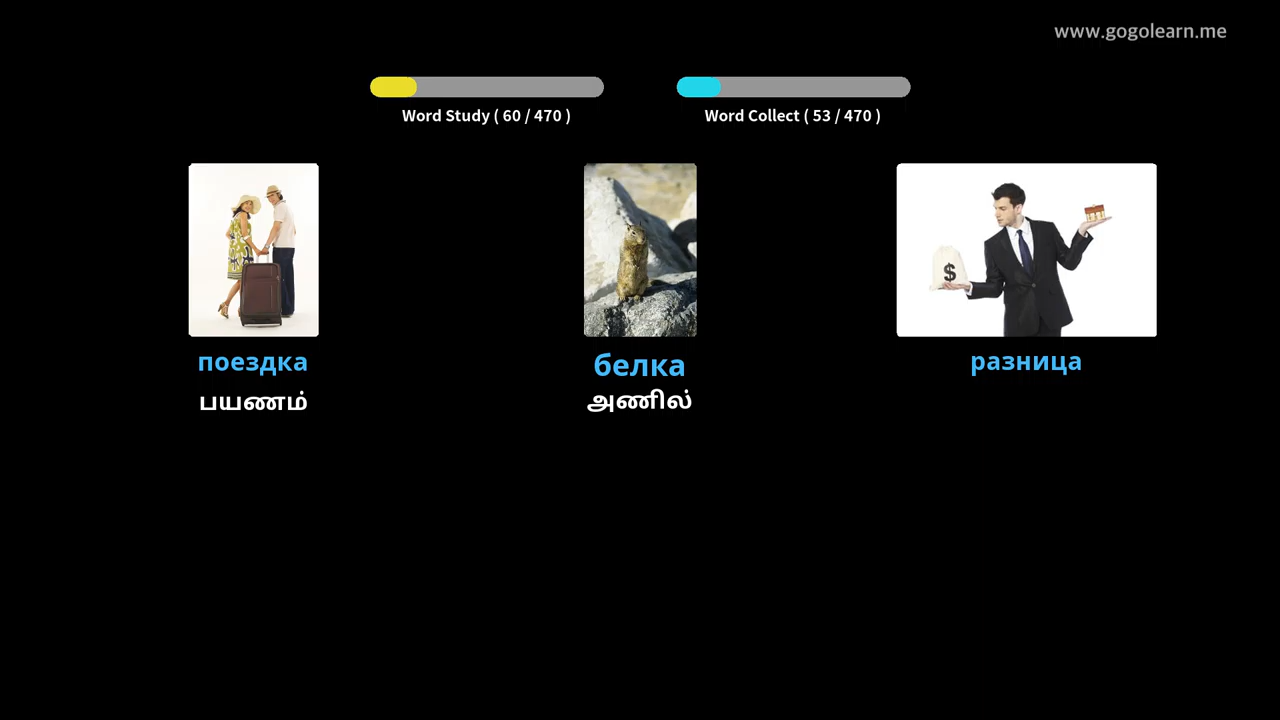 www.gogolearn.me
Word Study ( 60 / 470 )
Word Collect ( 53 / 470 )
$
поездка
பயணம்
белка
அணில்
разница